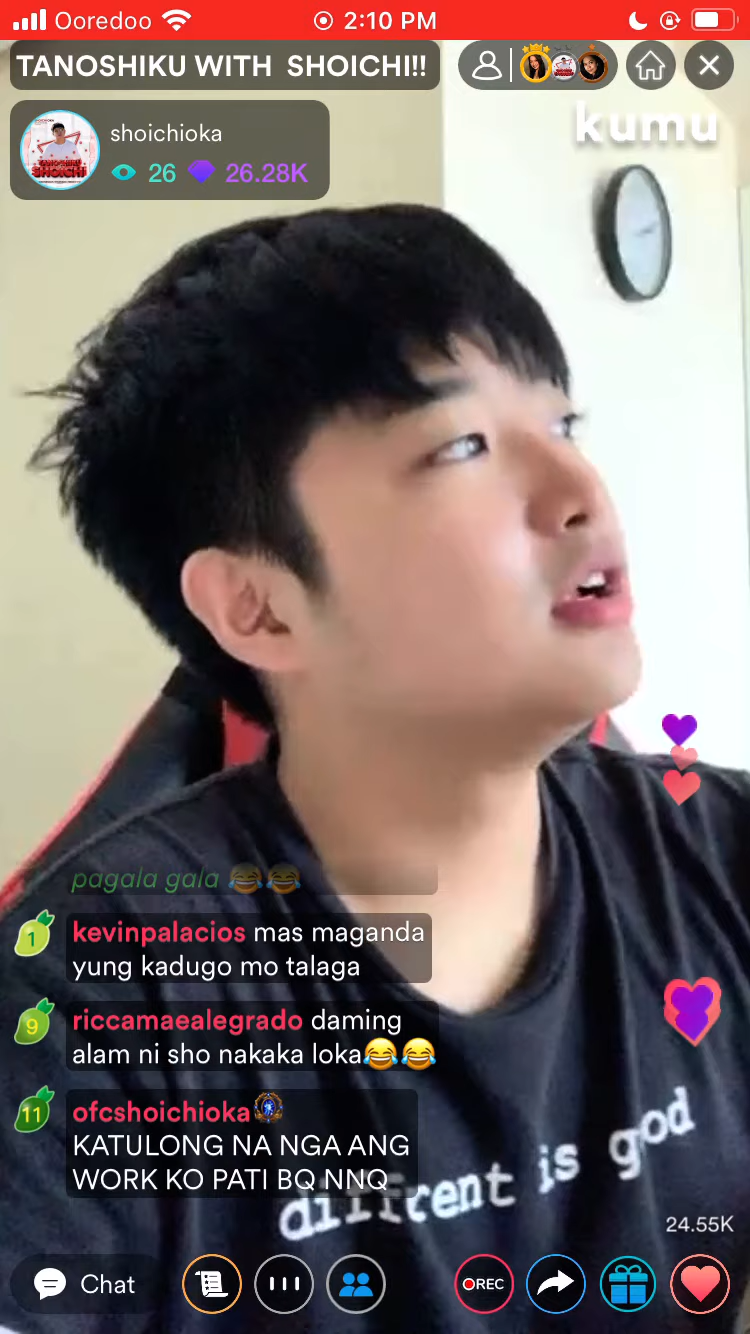 Ooredoo
2:10 PM
TANOSHIKU WITH SHOICHI!!
shoichioka
26 26.28K
kumu
pagala gala 😂😂
1
kevinpalacios mas maganda
yung kadugo mo talaga
9
riccamaealegrado daming
alam ni sho nakaka loka😂😂
11
ofcshoichioka
KATULONG NA NGA ANG
WORK KO PATI BQ NNQ
diffrent is god
24.55K
Chat
REC